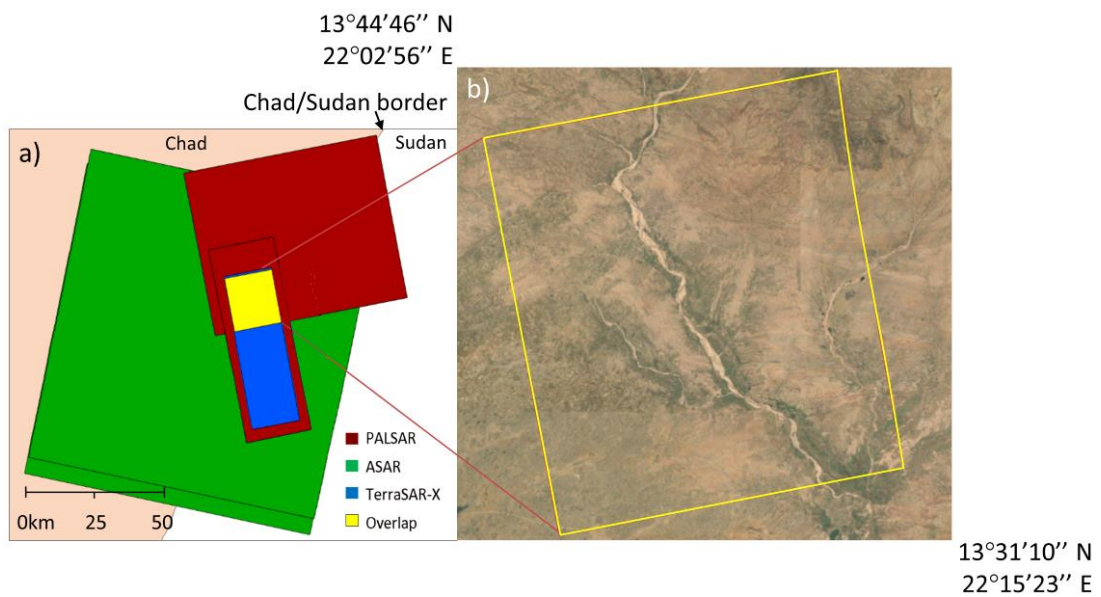 13°44'46'' N
22°02'56'' E
Chad/Sudan border
a)
Chad
Sudan
b)
PALSAR
ASAR
TerraSAR-X
Overlap
0km 25 50
13°31'10'' N
22°15'23'' E